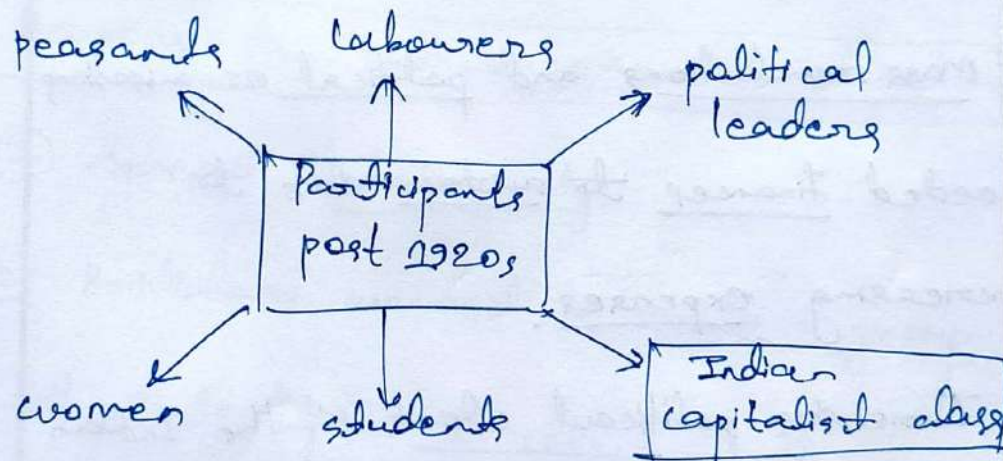 peasants
labourers
political
leaders
Participants
post 1920s
women
students
Indian
capitalist class